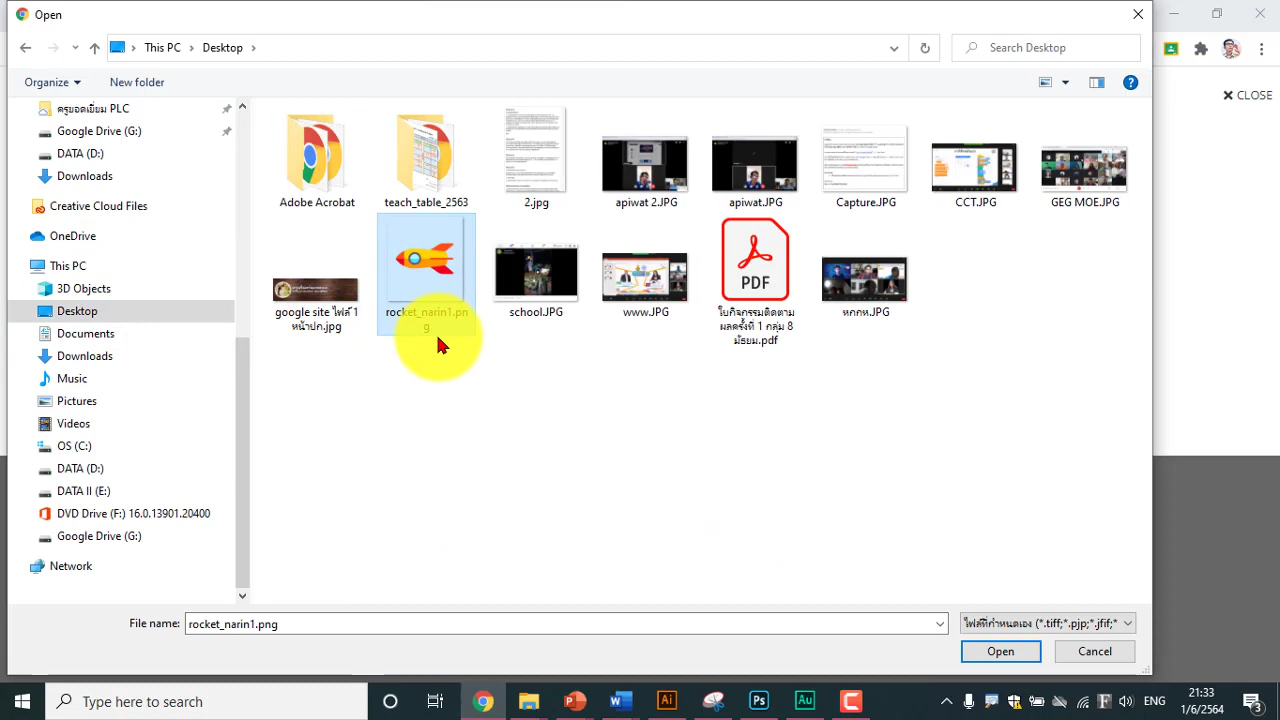 Open
This PC
Desktop
Search Desktop
Organize
New folder
CLOSE
ครูยอดเยี่ยม PLC
Google Drive (G:)
DATA (D:)
Downloads
Creative Cloud Files
OneDrive
This PC
3D Objects
Desktop
Documents
Downloads
Music
Pictures
Videos
OS (C:)
DATA (D:)
DATA II (E:)
DVD Drive (F:) 16.0.13901.20400
Google Drive (G:)
Network
Adobe Acrobat
teach_table_2563
2.jpg
apiwat 2.JPG
apiwat.JPG
Capture.JPG
CCT.JPG
GEG MOE.JPG
google site ไฟล์ 1
หน้าปก.jpg
rocket_narin1.pn
g
school.JPG
www.JPG
PDF
ใบกิจกรรมติดตาม
ผลครั้งที่ 1 กลุ่ม 8
มัธยม.pdf
หกกห.JPG
File name:
rocket_narin1.png
ไฟล์ที่กำหนดเอง (*.tiff;*.pjp;*.jfif;*
Open
Cancel
Type here to search
ENG
21:33
1/6/2564
3